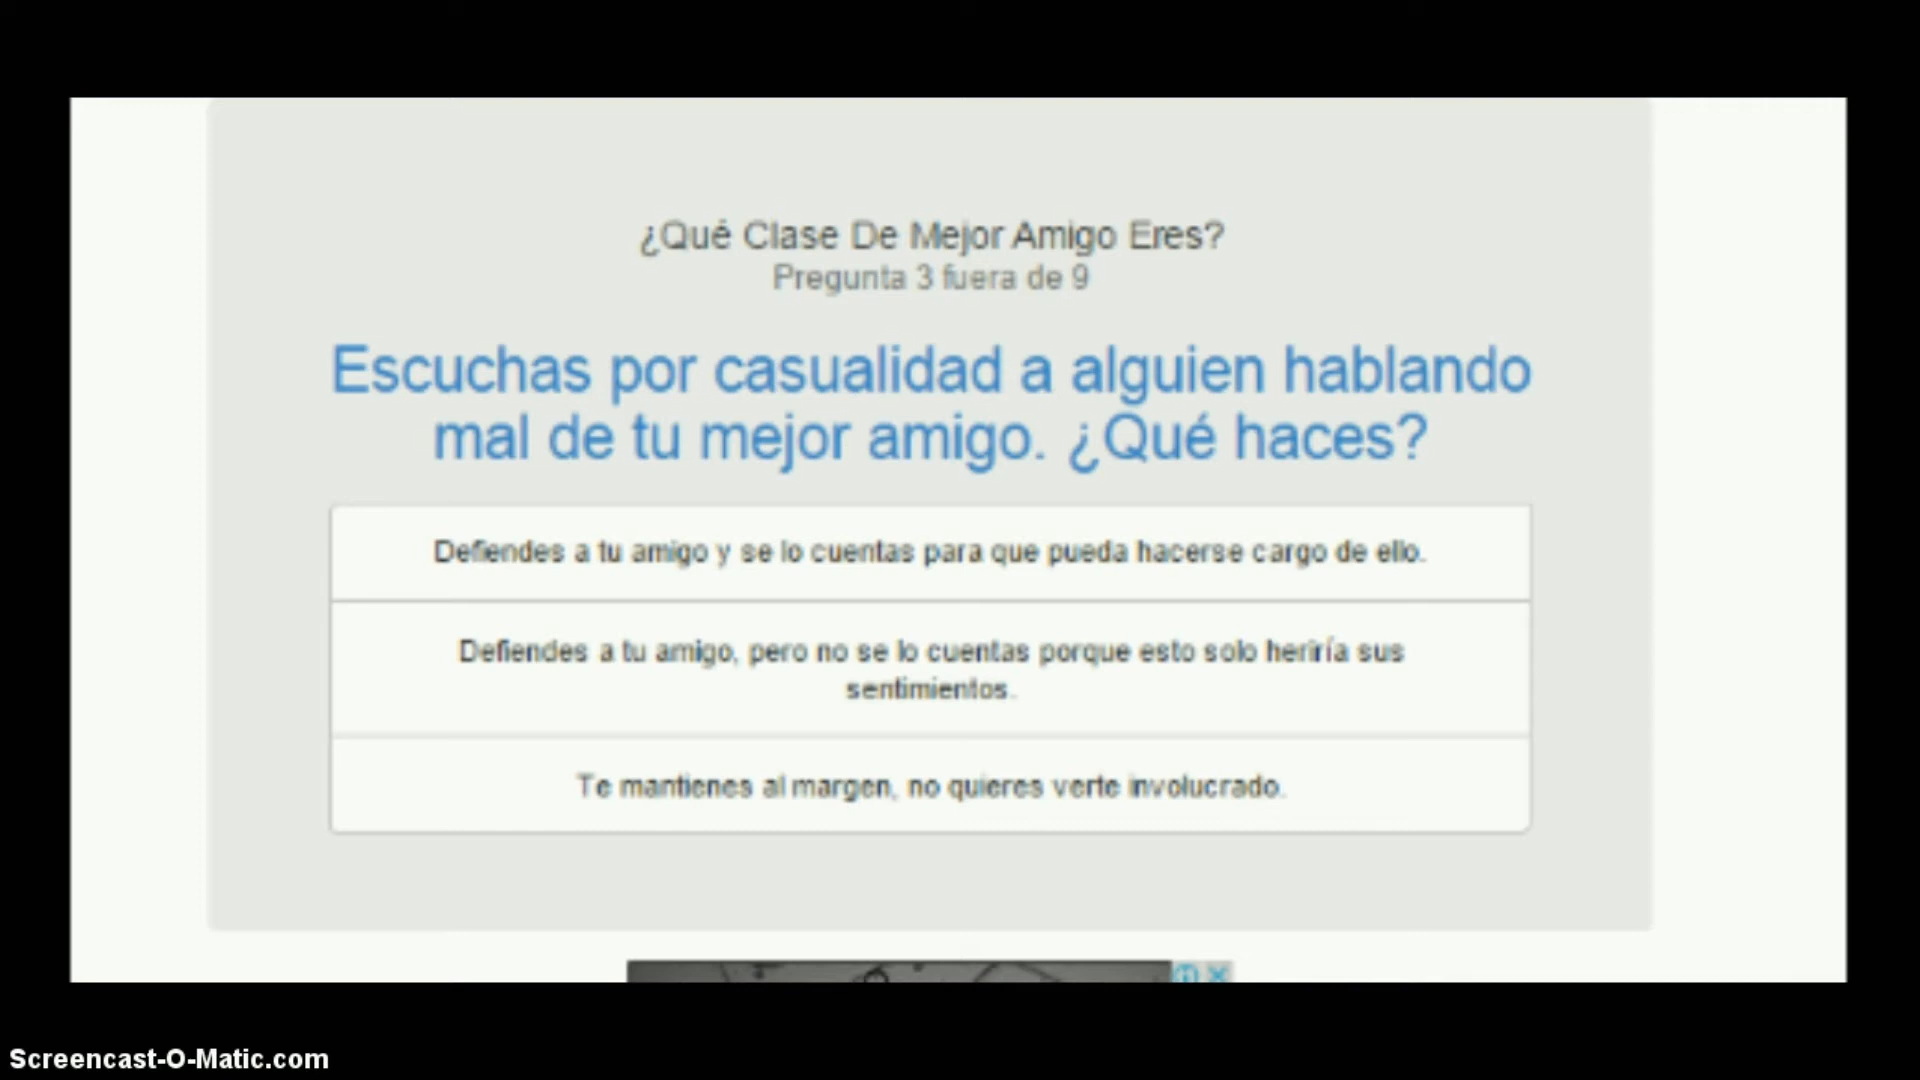 ¿Qué Clase De Mejor Amigo Eres?
Pregunta 3 fuera de 9
Escuchas por casualidad a alguien hablando
mal de tu mejor amigo. ¿Qué haces?
Defiendes a tu amigo y se lo cuentas para que pueda hacerse cargo de ello.
Defiendes a tu amigo, pero no se lo cuentas porque esto solo heriría sus
sentimientos.
Te mantienes al margen, no quieres verte involucrado.
Screencast-O-Matic.com